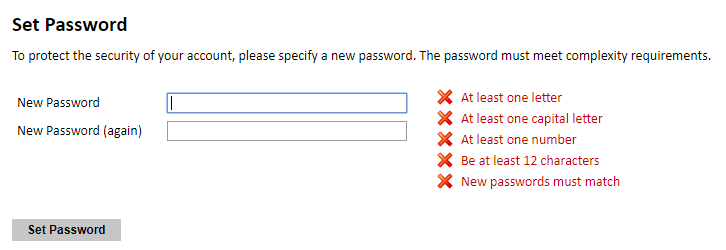 Set Password
To protect the security of your account, please specify a new password. The password must meet complexity requirements.
New Password
New Password (again)
At least one letter
At least one capital letter
At least one number
Be at least 12 characters
New passwords must match
Set Password